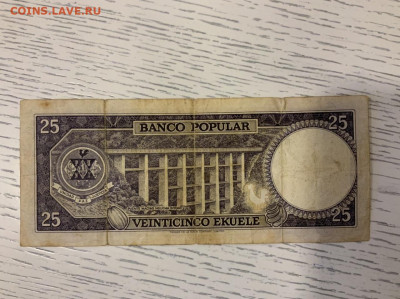 COINS.LAVE.RU
25 BANCO POPULAR 25
25 VEINTICINCO EKUELE 25